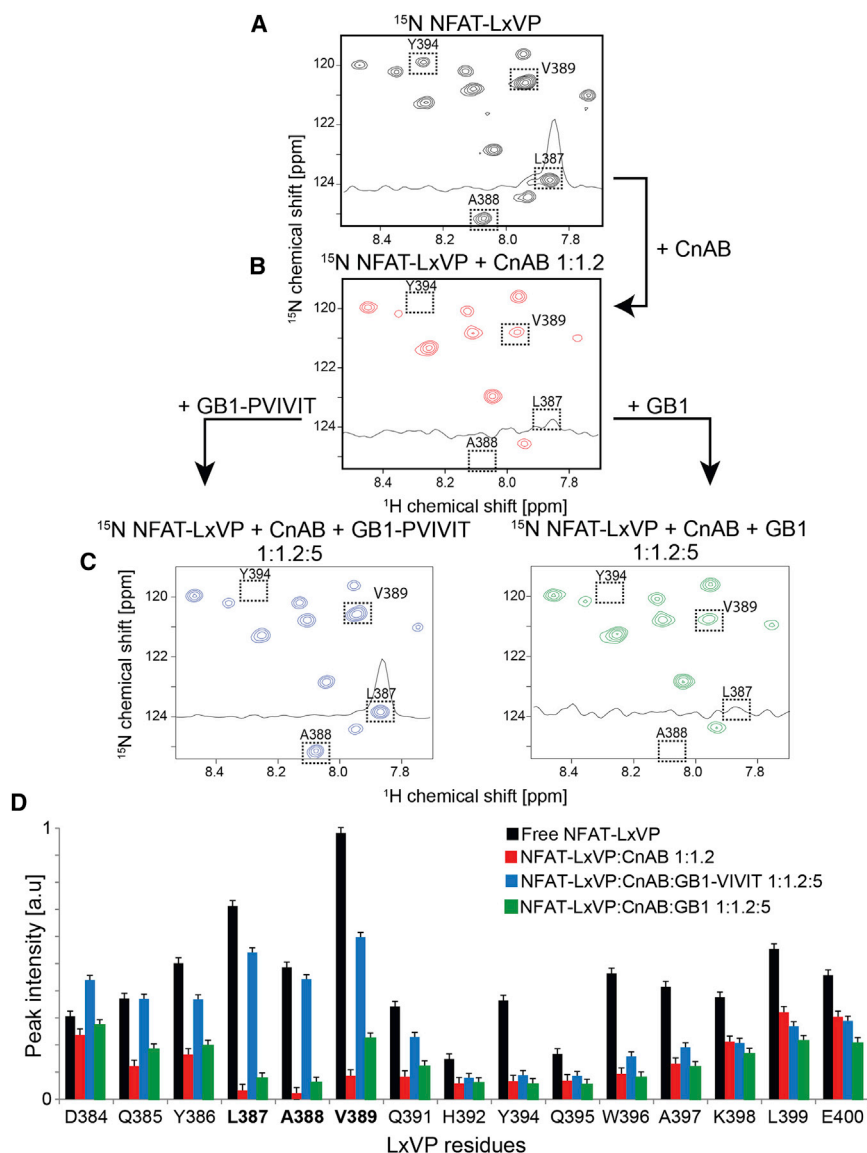 A
¹⁵N NFAT-LxVP
Y394
V389
L387
A388
120
122
124
8.4
8.2
8.0
7.8
¹⁵N chemical shift [ppm]
+ CnAB
B
¹⁵N NFAT-LxVP + CnAB 1:1.2
Y394
V389
L387
A388
120
122
124
8.4
8.2
8.0
7.8
¹H chemical shift [ppm]
+ GB1-PVIVIT
+ GB1
¹⁵N NFAT-LxVP + CnAB + GB1-PVIVIT
1:1.2:5
¹⁵N NFAT-LxVP + CnAB + GB1
1:1.2:5
C
Y394
V389
L387
A388
120
122
124
8.4
8.2
8.0
7.8
¹⁵N chemical shift [ppm]
Y394
V389
L387
A388
120
122
124
8.4
8.2
8.0
7.8
¹H chemical shift [ppm]
D
1
0
Peak intensity [a.u]
Free NFAT-LxVP
NFAT-LxVP:CnAB 1:1.2
NFAT-LxVP:CnAB:GB1-VIVIT 1:1.2:5
NFAT-LxVP:CnAB:GB1 1:1.2:5
D384 Q385 Y386 L387 A388 V389 Q391 H392 Y394 Q395 W396 A397 K398 L399 E400
LxVP residues